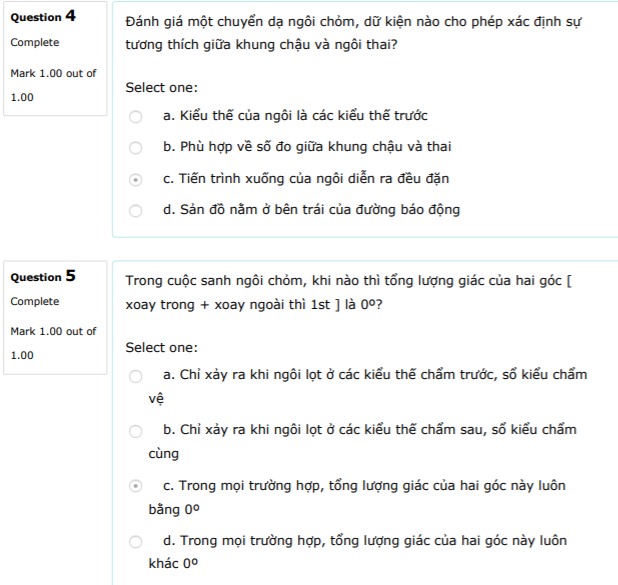 Question 4
Complete
Mark 1.00 out of
1.00
Đánh giá một chuyển dạ ngôi chỏm, dữ kiện nào cho phép xác định sự
tương thích giữa khung chậu và ngôi thai?
Select one:
a. Kiểu thế của ngôi là các kiểu thế trước
b. Phù hợp về số đo giữa khung chậu và thai
c. Tiến trình xuống của ngôi diễn ra đều đặn
d. Sản đồ nằm ở bên trái của đường báo động
Question 5
Complete
Mark 1.00 out of
1.00
Trong cuộc sanh ngôi chỏm, khi nào thì tổng lượng giác của hai góc [
xoay trong + xoay ngoài thì 1st ] là 0º?
Select one:
a. Chỉ xảy ra khi ngôi lọt ở các kiểu thế chẩm trước, sổ kiểu chẩm
vệ
b. Chỉ xảy ra khi ngôi lọt ở các kiểu thế chẩm sau, sổ kiểu chẩm
cùng
c. Trong mọi trường hợp, tổng lượng giác của hai góc này luôn
bằng 0º
d. Trong mọi trường hợp, tổng lượng giác của hai góc này luôn
khác 0º